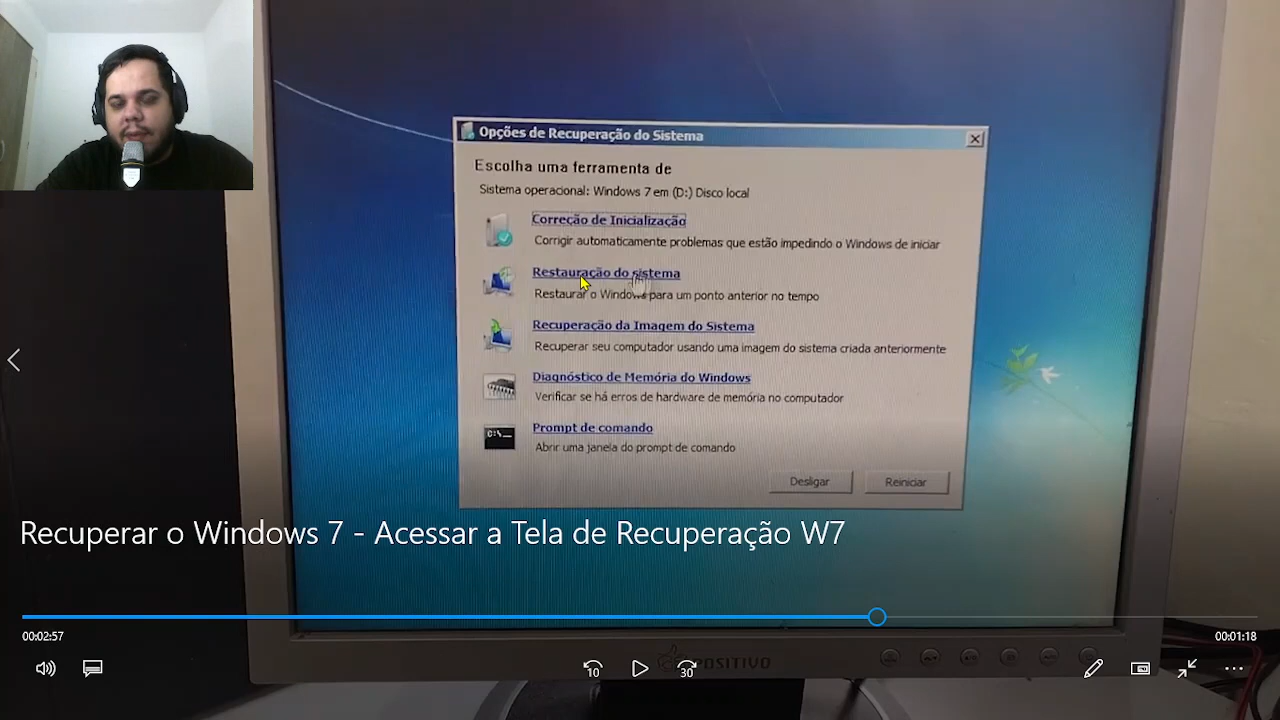 Opções de Recuperação do Sistema
Escolha uma ferramenta de
Sistema operacional: Windows 7 em (D:) Disco local
Correção de Inicialização
Corrigir automaticamente problemas que estão impedindo o Windows de iniciar
Restauração do sistema
Restaurar o Windows para um ponto anterior no tempo
Recuperação da Imagem do Sistema
Recuperar seu computador usando uma imagem do sistema criada anteriormente
Diagnóstico de Memória do Windows
Verificar se há erros de hardware de memória no computador
C:\_
Prompt de comando
Abrir uma janela do prompt de comando
Desligar Reiniciar
Recuperar o Windows 7 - Acessar a Tela de Recuperação W7
00:02:57 00:01:18
10 30
POSITIVO